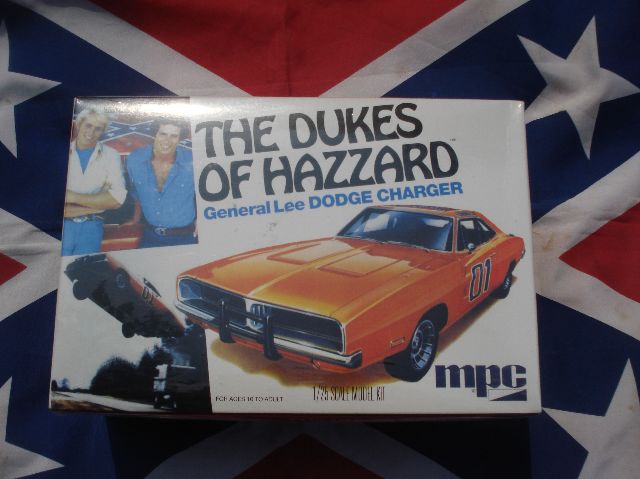 THE DUKES
OF HAZZARD
General Lee DODGE CHARGER
01
01
mpc
FOR AGES 10 TO ADULT
1/25 SCALE MODEL KIT